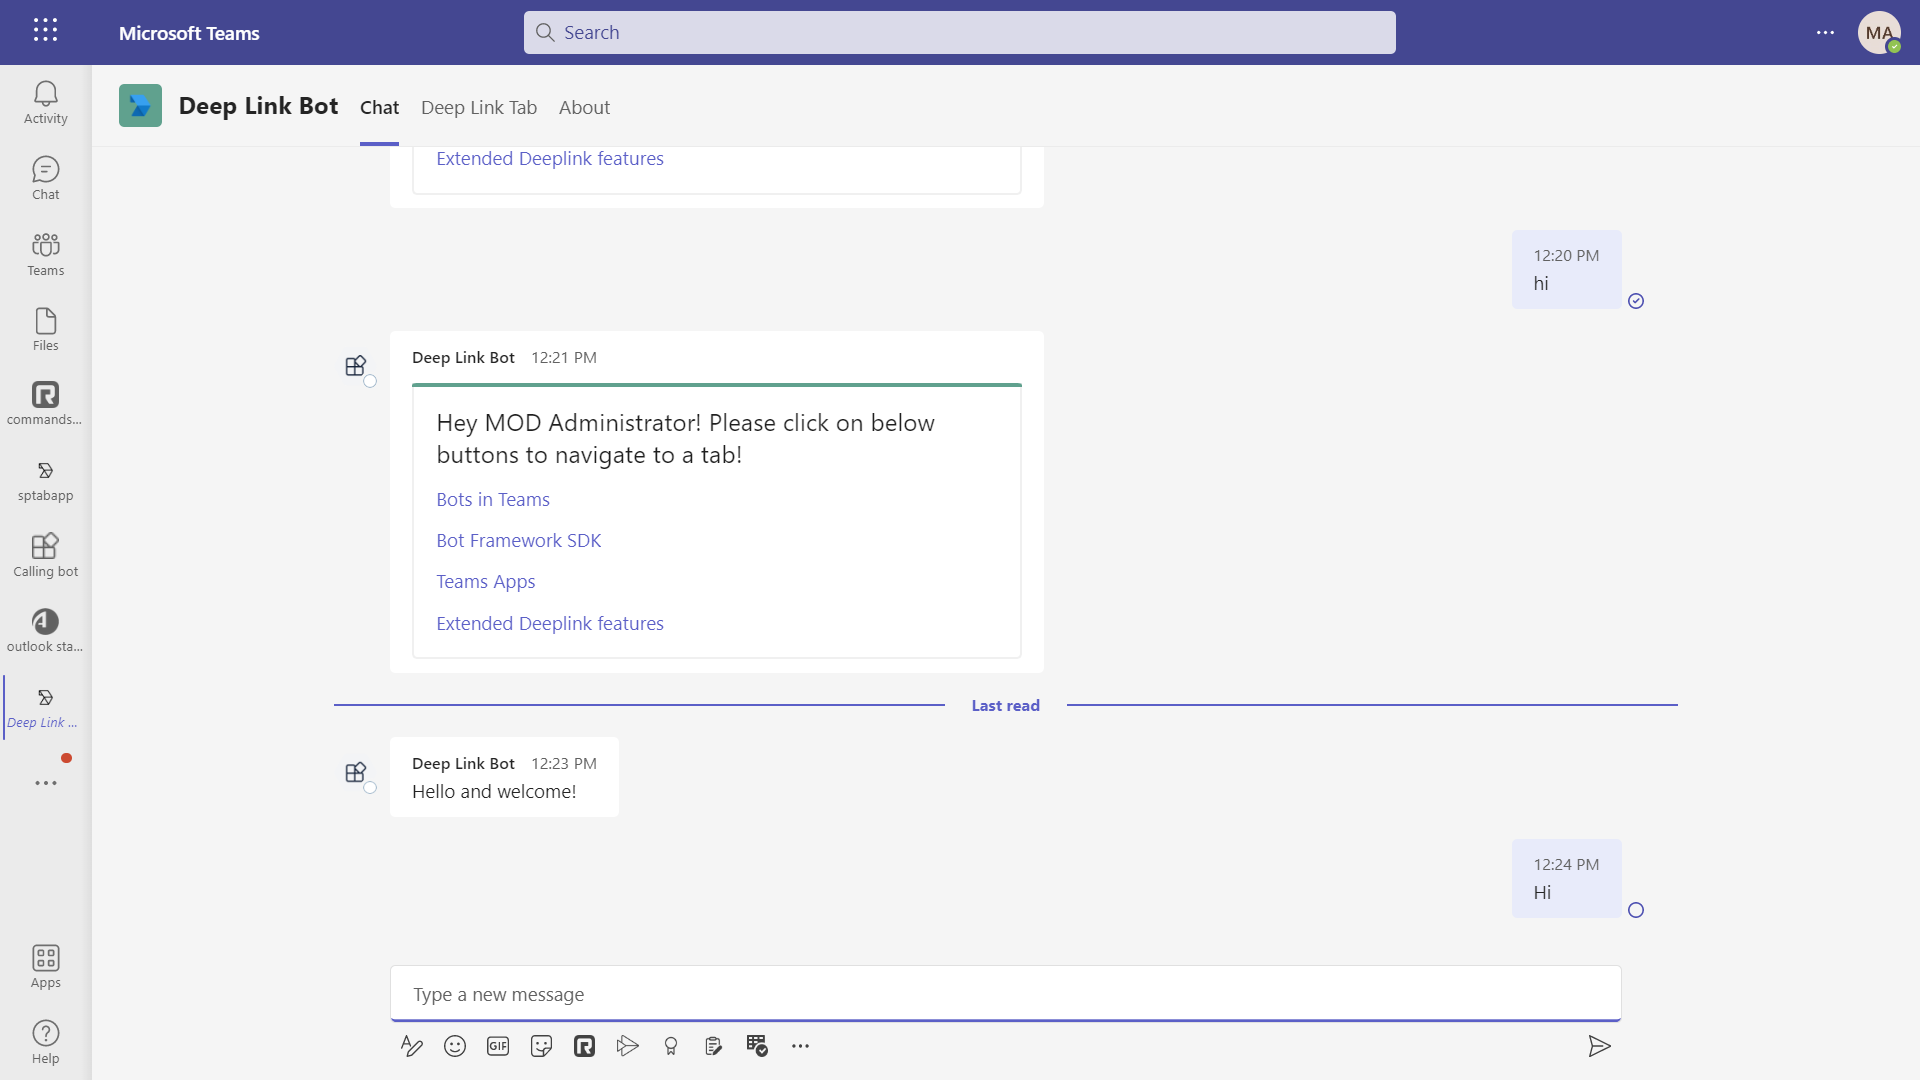 Microsoft Teams
Search
MA
Activity
Chat
Teams
Files
commands...
sptabapp
Calling bot
outlook sta...
Deep Link ...
Apps
Help
Deep Link Bot
Chat
Deep Link Tab
About
Extended Deeplink features
12:20 PM
hi
Deep Link Bot 12:21 PM
Hey MOD Administrator! Please click on below
buttons to navigate to a tab!
Bots in Teams
Bot Framework SDK
Teams Apps
Extended Deeplink features
Last read
Deep Link Bot 12:23 PM
Hello and welcome!
12:24 PM
Hi
Type a new message
GIF